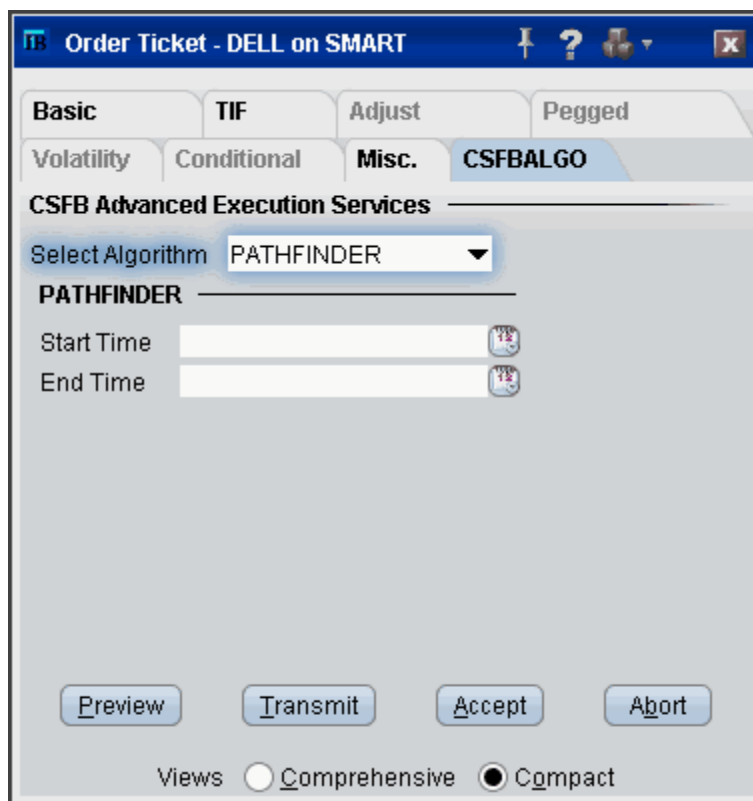 IB Order Ticket - DELL on SMART ? x
Basic TIF Adjust Pegged
Volatility Conditional Misc. CSFBALGO
CSFB Advanced Execution Services
Select Algorithm PATHFINDER
PATHFINDER
Start Time
End Time
Preview Transmit Accept Abort
Views Comprehensive Compact